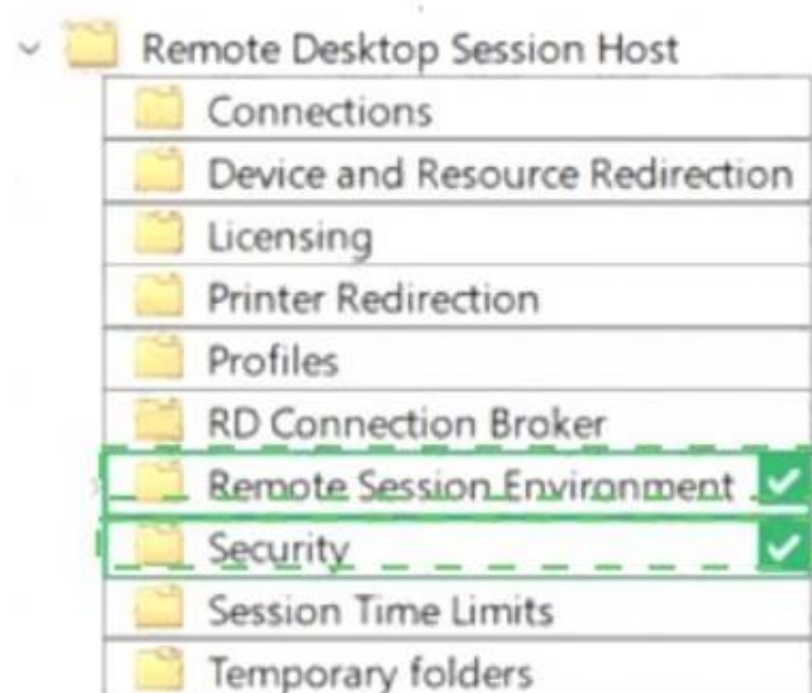 Remote Desktop Session Host
Connections
Device and Resource Redirection
Licensing
Printer Redirection
Profiles
RD Connection Broker
Remote Session Environment
Security
Session Time Limits
Temporary folders